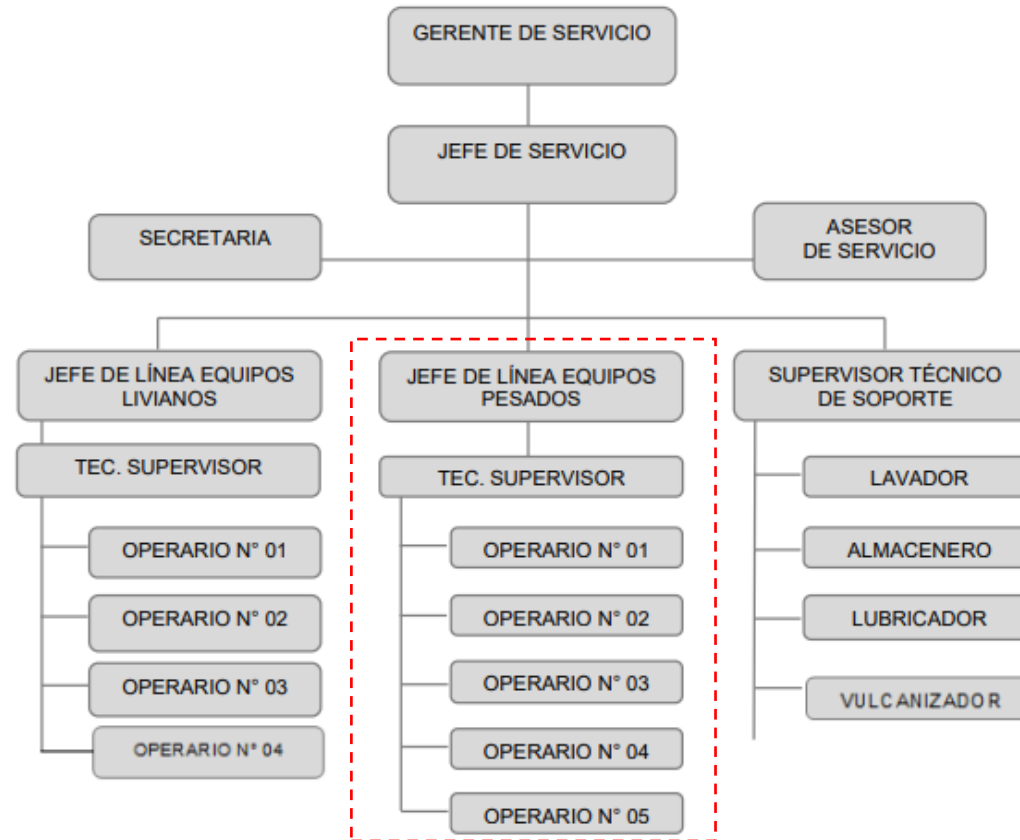 GERENTE DE SERVICIO
JEFE DE SERVICIO
SECRETARIA
ASESOR
DE SERVICIO
JEFE DE LÍNEA EQUIPOS
LIVIANOS
TEC. SUPERVISOR
OPERARIO N° 01
OPERARIO N° 02
OPERARIO N° 03
OPERARIO N° 04
JEFE DE LÍNEA EQUIPOS
PESADOS
TEC. SUPERVISOR
OPERARIO N° 01
OPERARIO N° 02
OPERARIO N° 03
OPERARIO N° 04
OPERARIO N° 05
SUPERVISOR TÉCNICO
DE SOPORTE
LAVADOR
ALMACENERO
LUBRICADOR
VULCANIZADOR